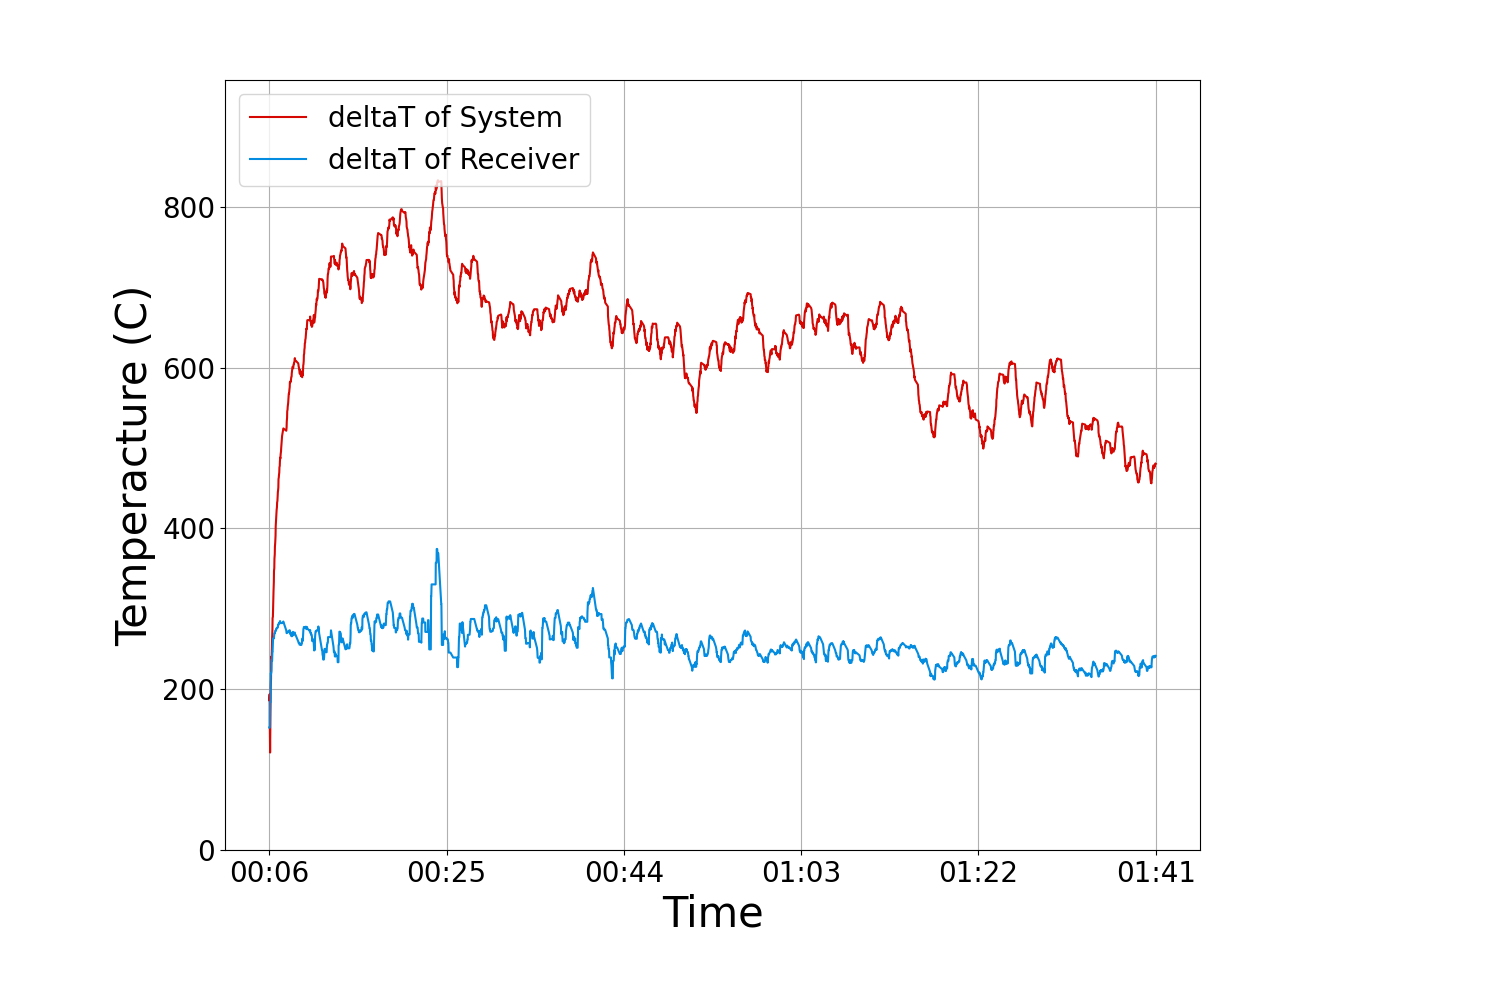 deltaT of System
deltaT of Receiver
Temperacture (C)
800
600
400
200
0
00:06 00:25 00:44 01:03 01:22 01:41
Time